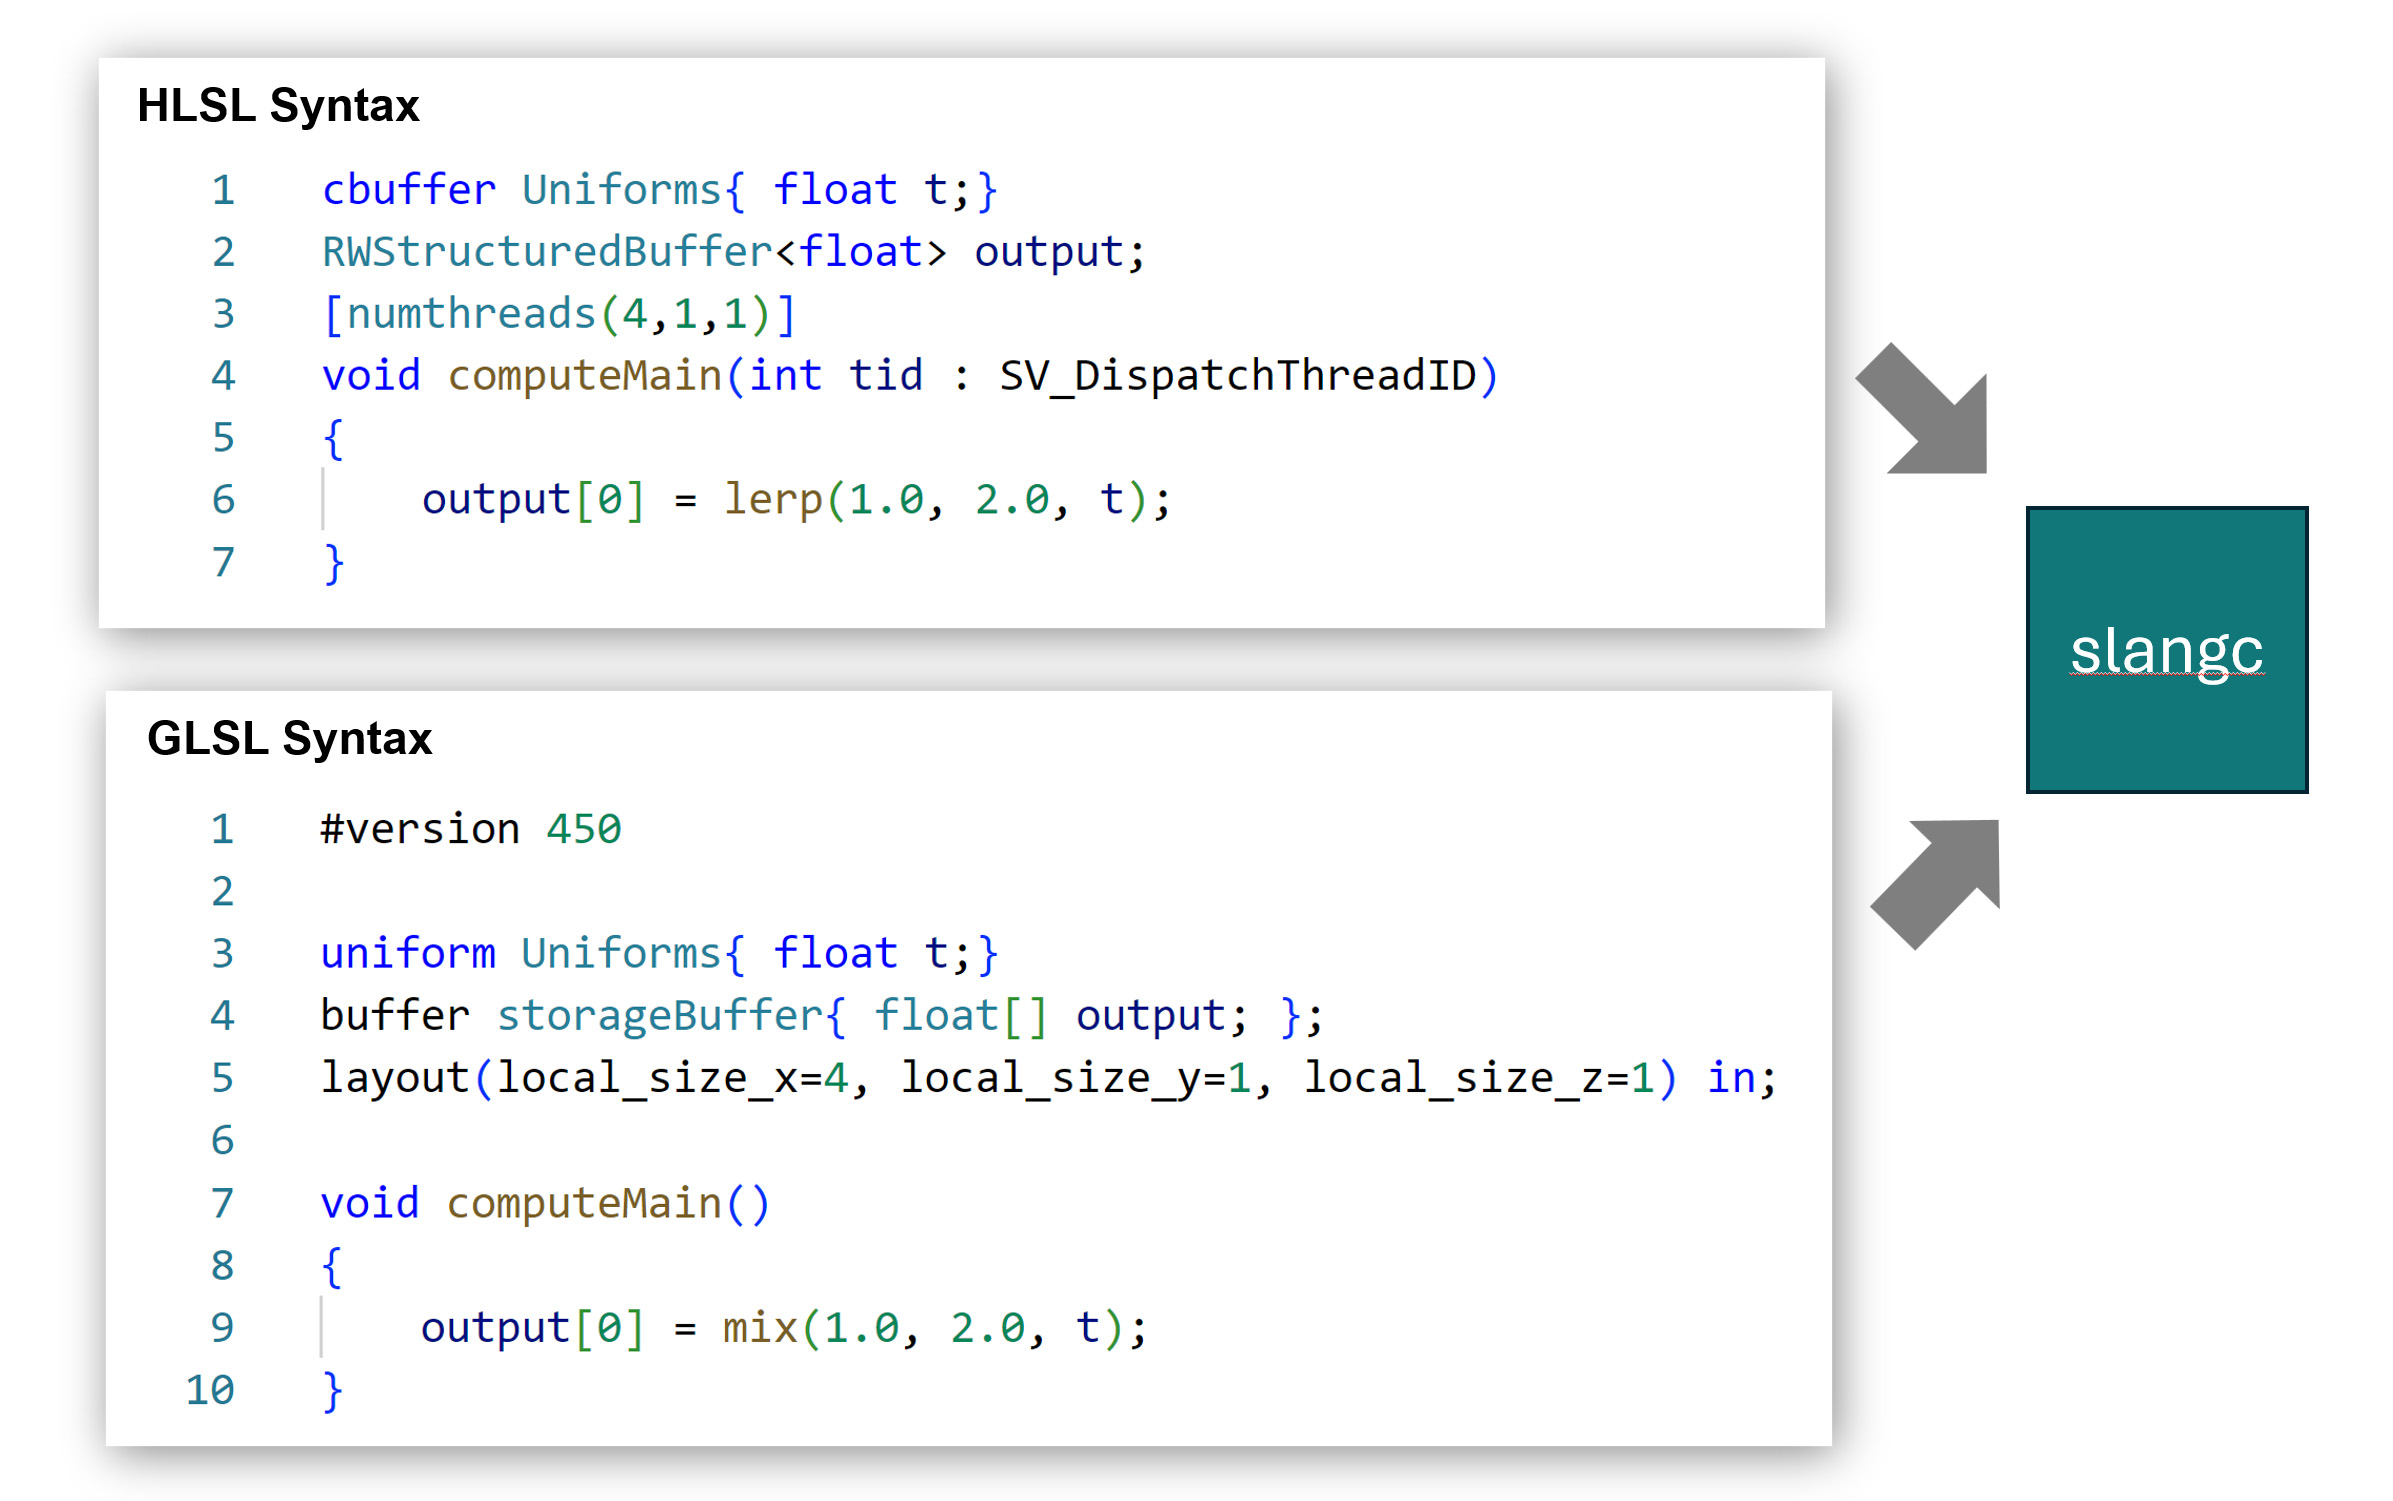 HLSL Syntax
1 cbuffer Uniforms{ float t;}
2 RWStructuredBuffer<float> output;
3 [numthreads(4,1,1)]
4 void computeMain(int tid : SV_DispatchThreadID)
5 {
6     output[0] = lerp(1.0, 2.0, t);
7 }
slangc
GLSL Syntax
1 #version 450
2
3 uniform Uniforms{ float t;}
4 buffer storageBuffer{ float[] output; };
5 layout(local_size_x=4, local_size_y=1, local_size_z=1) in;
6
7 void computeMain()
8 {
9     output[0] = mix(1.0, 2.0, t);
10 }